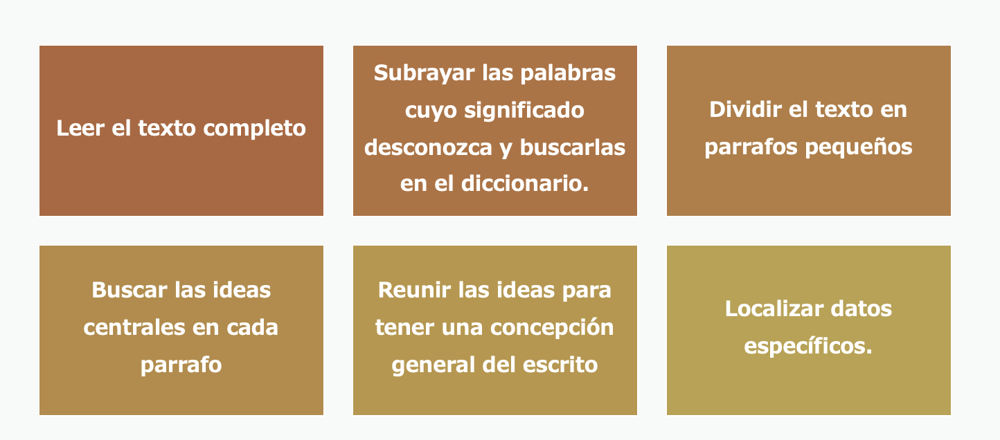 Leer el texto completo
Subrayar las palabras
cuyo significado
desconozca y buscarlas
en el diccionario.
Dividir el texto en
parrafos pequeños
Buscar las ideas
centrales en cada
parrafo
Reunir las ideas para
tener una concepción
general del escrito
Localizar datos
específicos.